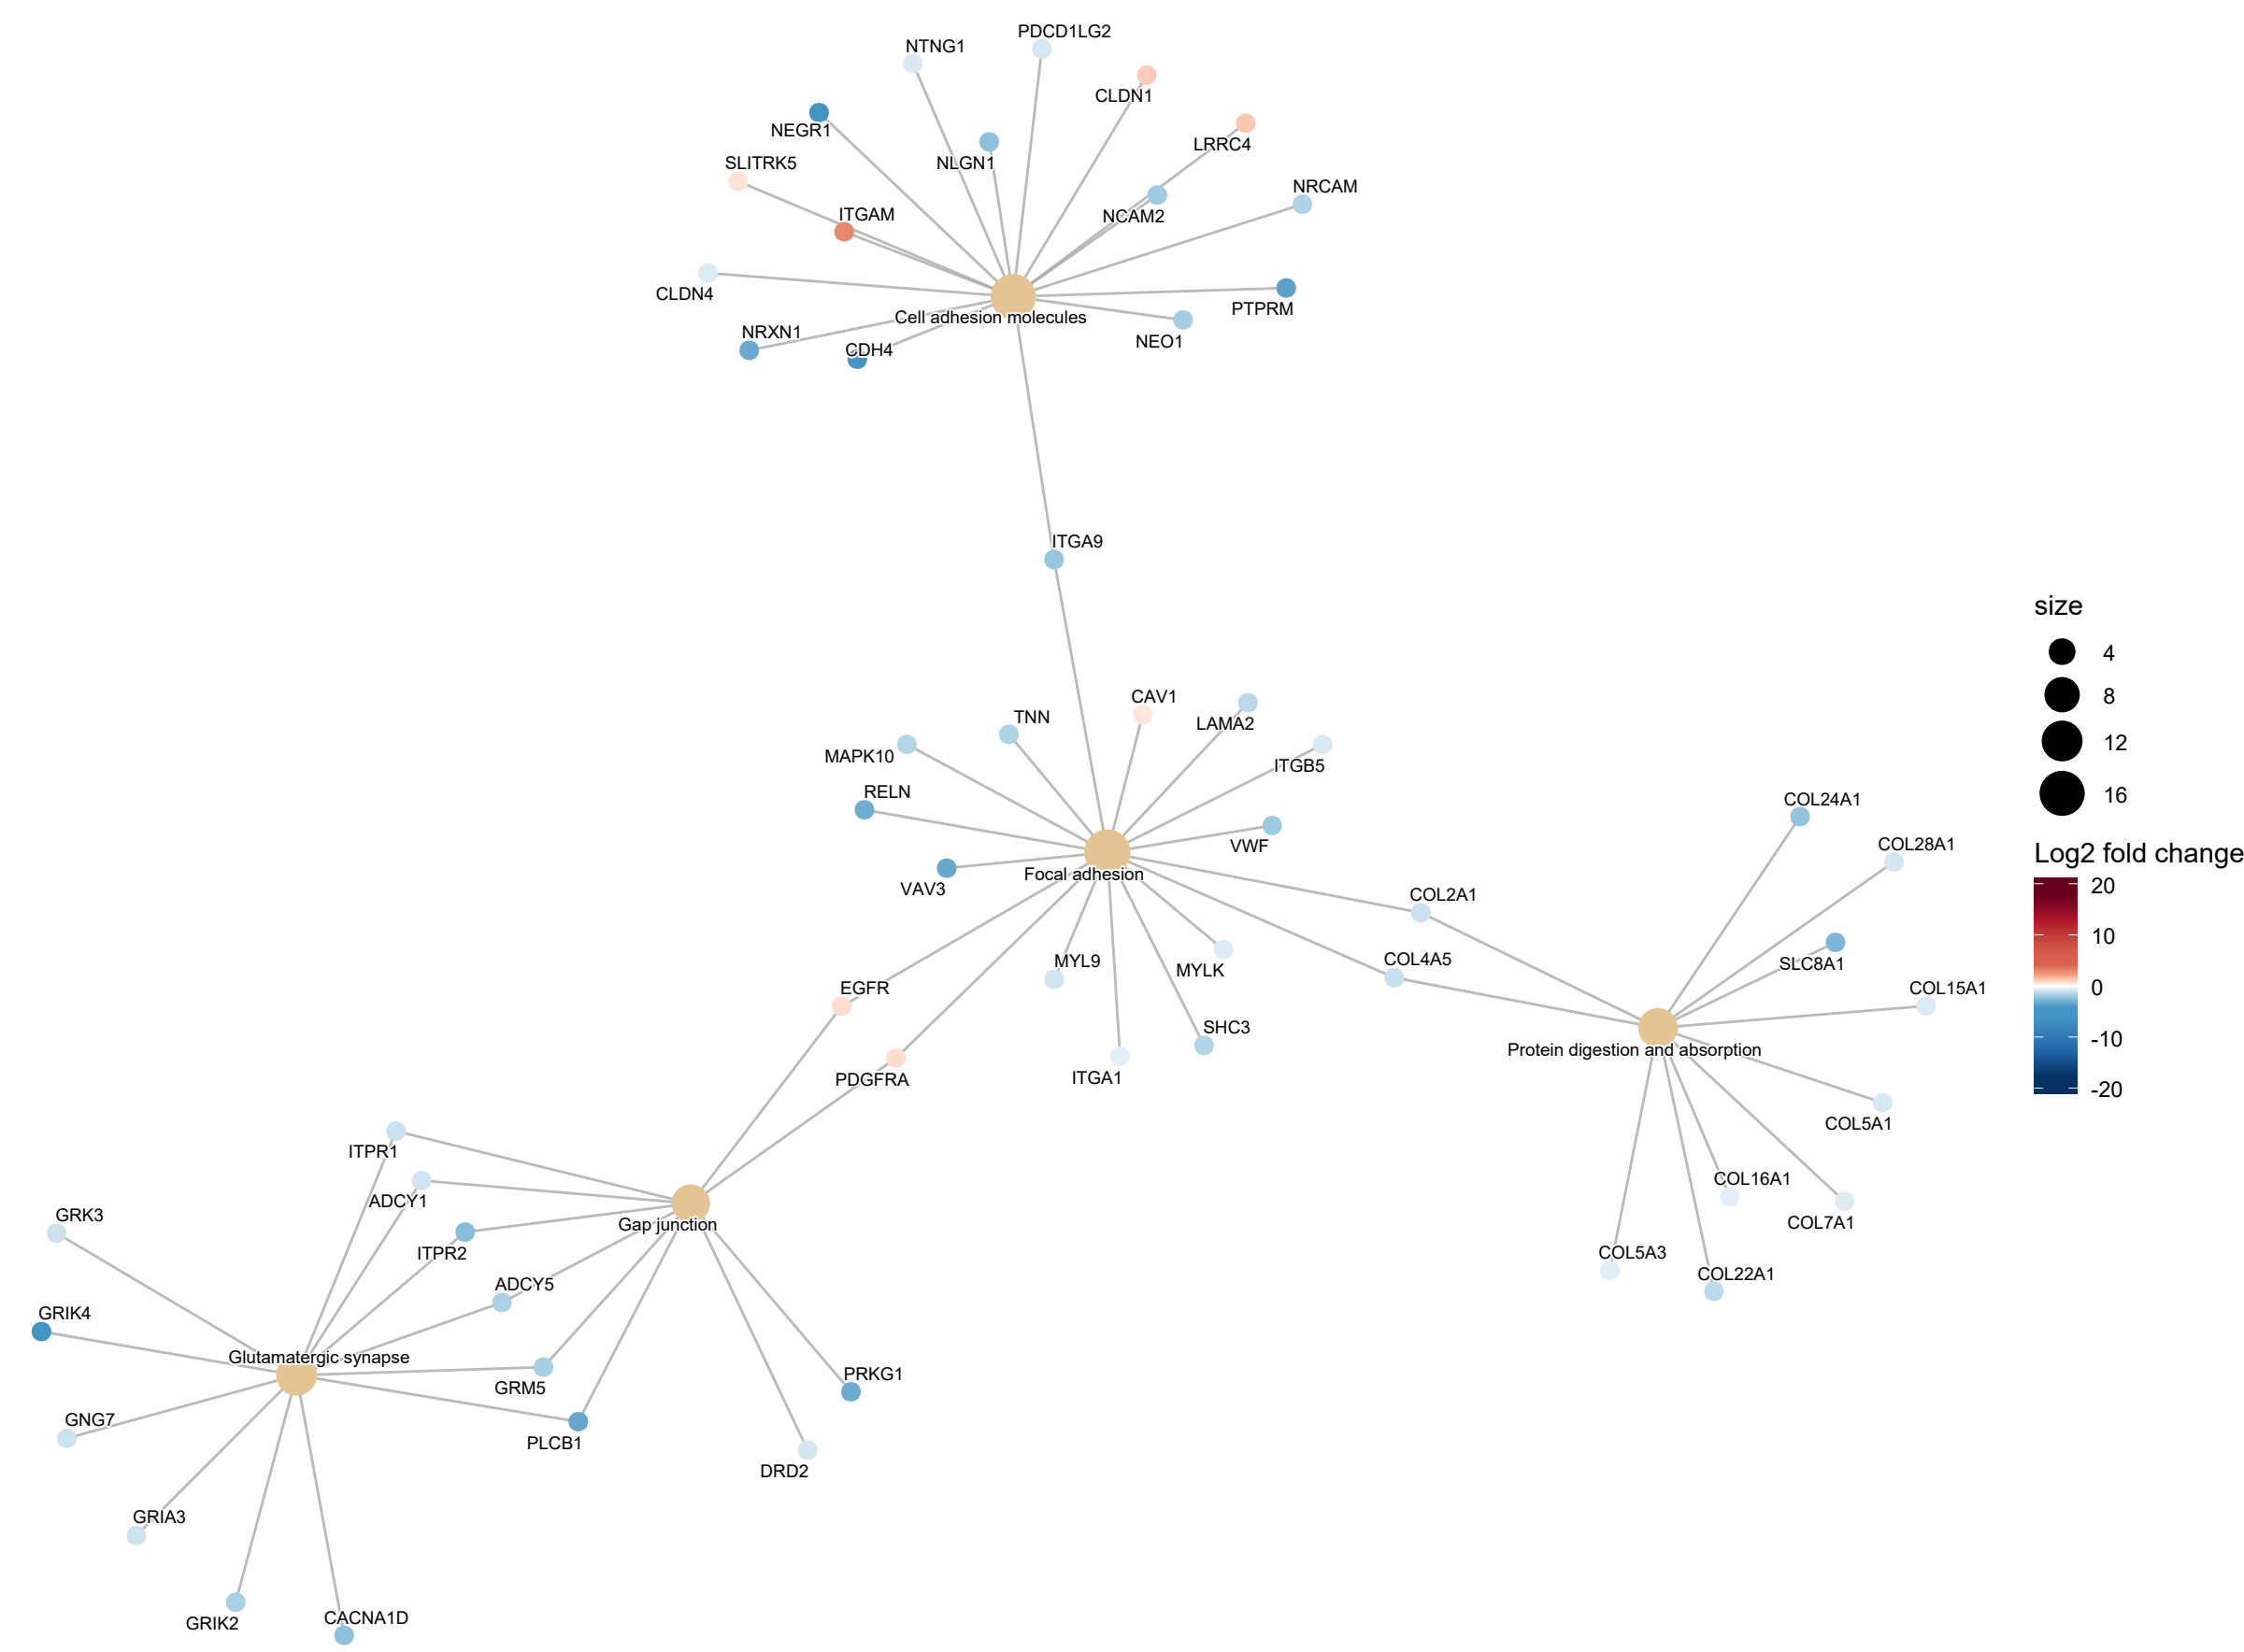 PDCD1LG2
NTNG1
CLDN1
NEGR1
LRRC4
SLITRK5
NLGN1
NRCAM
ITGAM
NCAM2
CLDN4
PTPRM
Cell adhesion molecules
NRXN1
NEO1
CDH4
ITGA9
size
4
8
12
16
CAV1
TNN
LAMA2
MAPK10
ITGB5
RELN
VWF
Focal adhesion
VAV3
COL24A1
COL28A1
Log2 fold change
20
10
0
-10
-20
COL2A1
COL4A5
SLC8A1
COL15A1
MYL9
MYLK
EGFR
SHC3
Protein digestion and absorption
PDGFRA
ITGA1
COL5A1
ITPR1
COL16A1
ADCY1
GRK3
Gap junction
COL7A1
ITPR2
COL5A3
COL22A1
ADCY5
GRIK4
Glutamatergic synapse
PRKG1
GRM5
GNG7
PLCB1
DRD2
GRIA3
GRIK2
CACNA1D